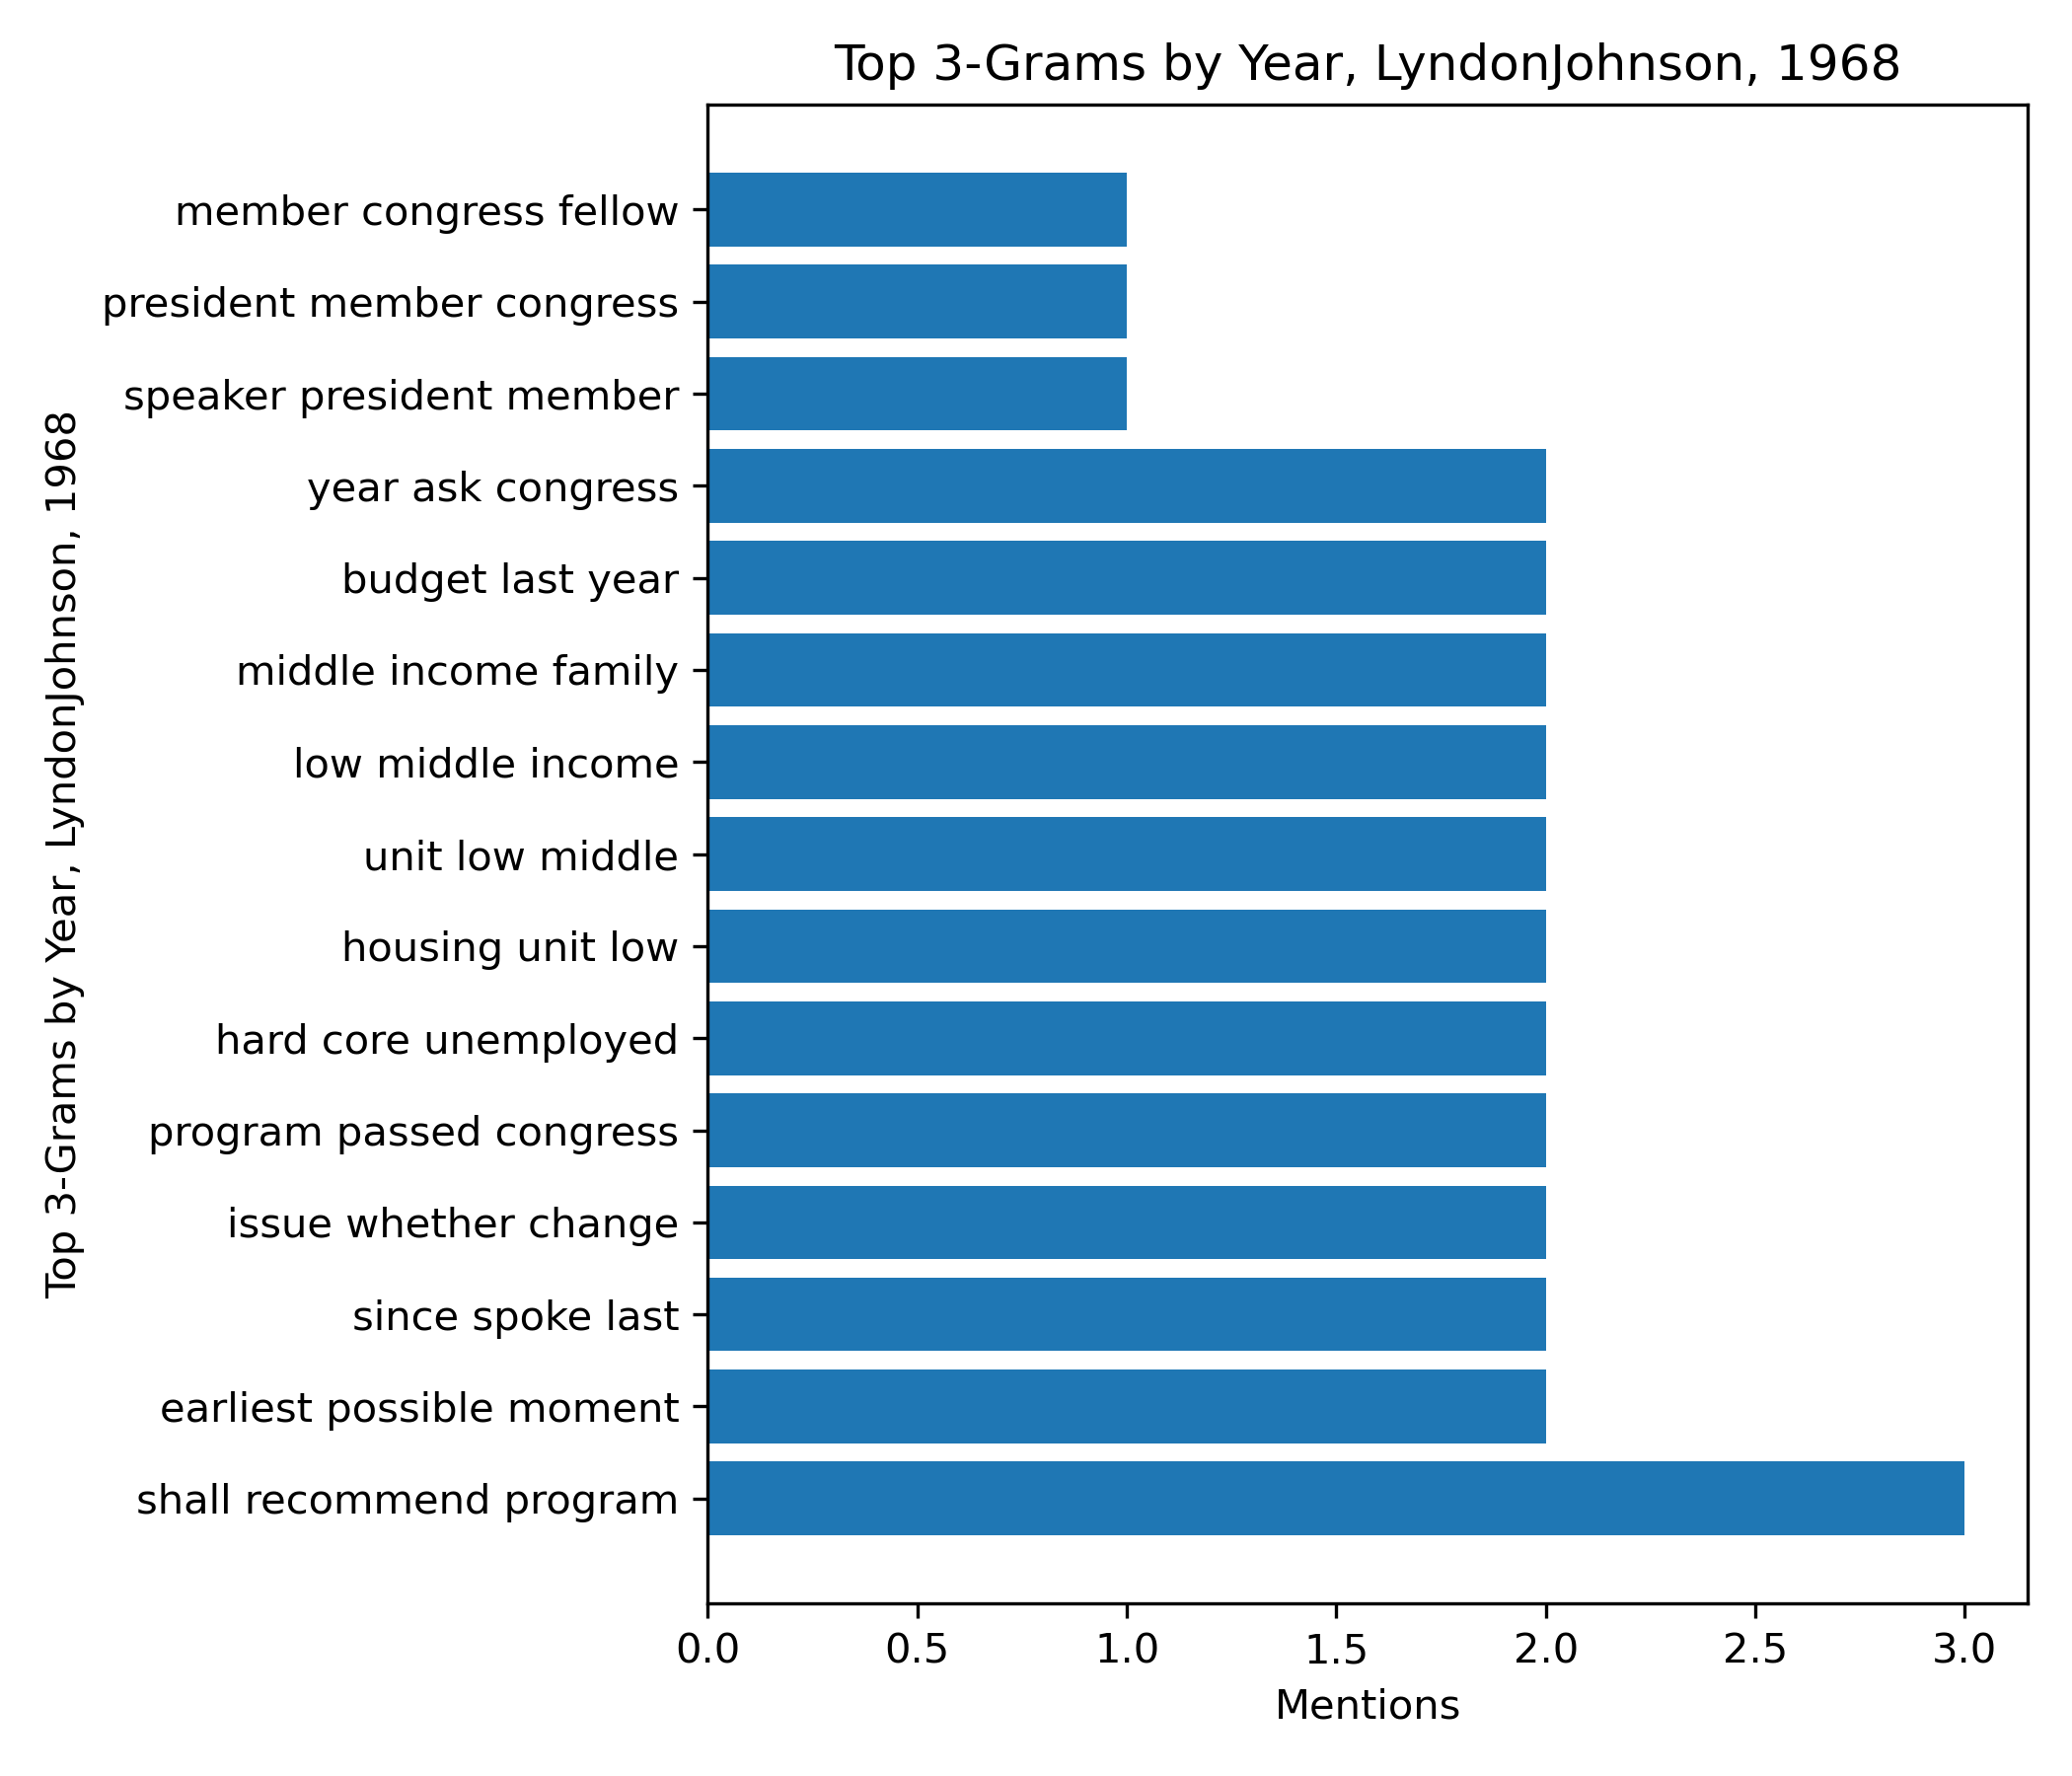 Top 3-Grams by Year, LyndonJohnson, 1968
Top 3-Grams by Year, LyndonJohnson, 1968
member congress fellow
president member congress
speaker president member
year ask congress
budget last year
middle income family
low middle income
unit low middle
housing unit low
hard core unemployed
program passed congress
issue whether change
since spoke last
earliest possible moment
shall recommend program
0.0 0.5 1.0 1.5 2.0 2.5 3.0
Mentions